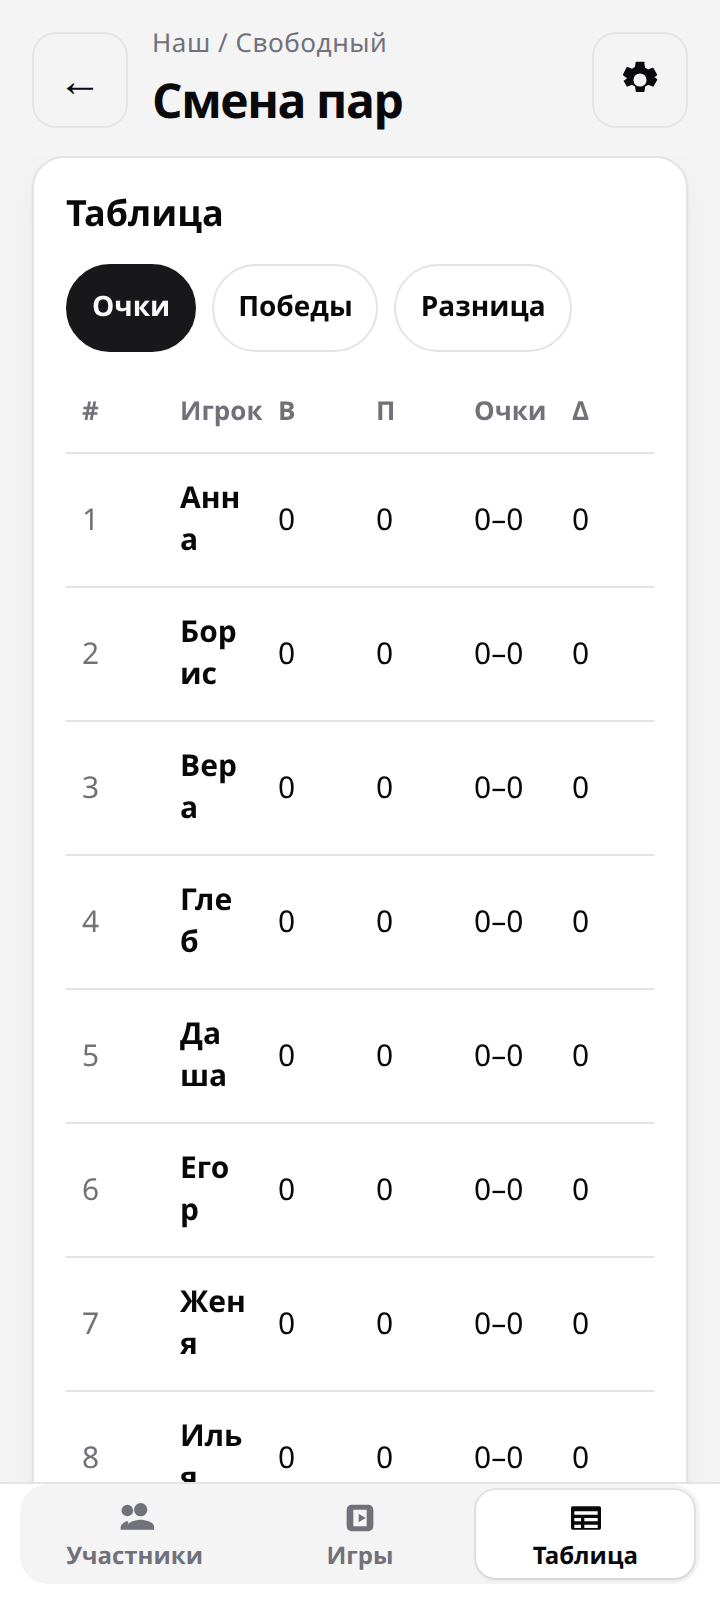 Наш / Свободный
← Смена пар
Таблица
Очки Победы Разница
# Игрок В П Очки Δ
1 Анн
а 0 0 0–0 0
2 Бор
ис 0 0 0–0 0
3 Вер
а 0 0 0–0 0
4 Гле
б 0 0 0–0 0
5 Да
ша 0 0 0–0 0
6 Его
р 0 0 0–0 0
7 Жен
я 0 0 0–0 0
8 Иль
я 0 0 0–0 0
Участники Игры Таблица